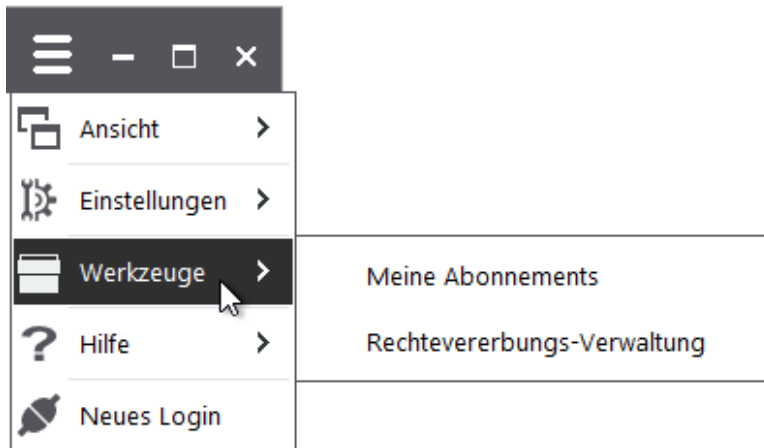 Ansicht
Einstellungen
Werkzeuge
Meine Abonnements
Rechtevererbungs-Verwaltung
Hilfe
Neues Login